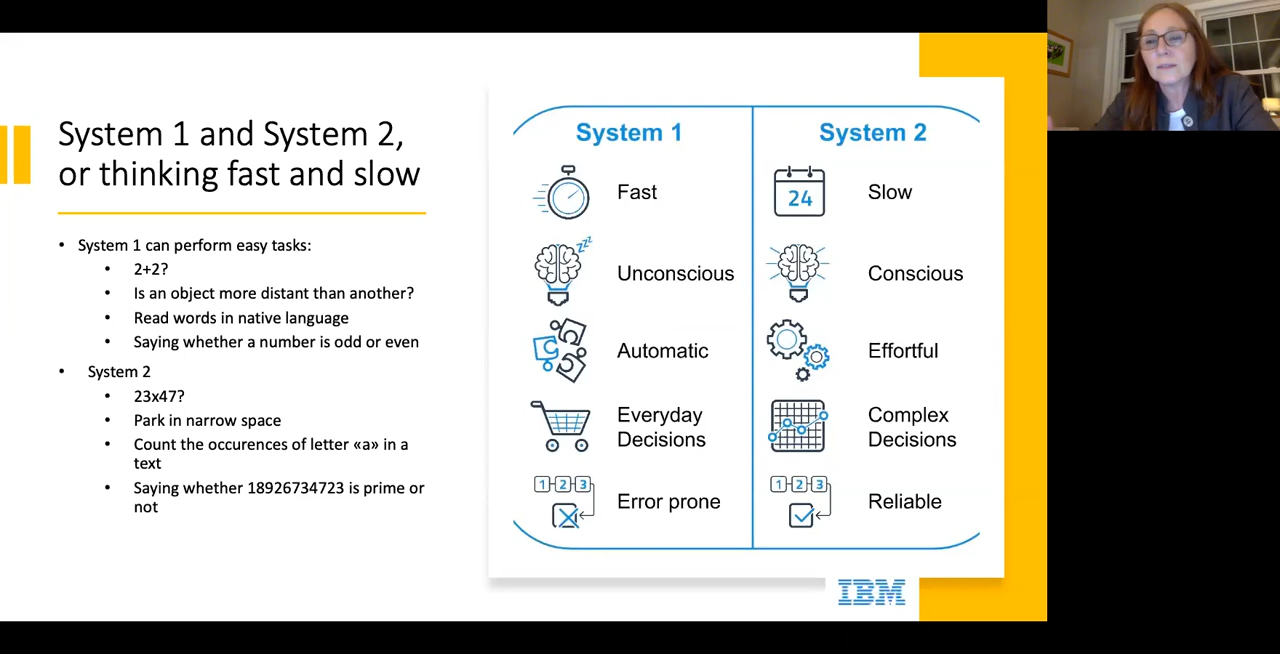 System 1 and System 2,
or thinking fast and slow
• System 1 can perform easy tasks:
• 2+2?
• Is an object more distant than another?
• Read words in native language
• Saying whether a number is odd or even
• System 2
• 23x47?
• Park in narrow space
• Count the occurences of letter «a» in a
text
• Saying whether 18926734723 is prime or
not
System 1
Fast
zzz
Unconscious
Automatic
Everyday
Decisions
1 2 3
Error prone
System 2
24
Slow
Conscious
Effortful
Complex
Decisions
1 2 3
Reliable
IBM